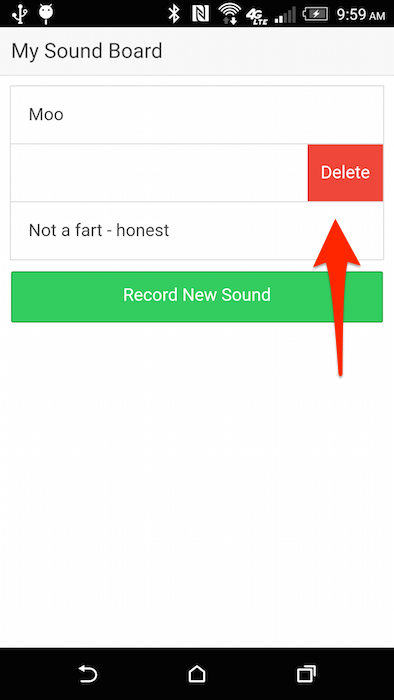 4G LTE 9:59 AM
My Sound Board
Moo
Delete
Not a fart - honest
Record New Sound